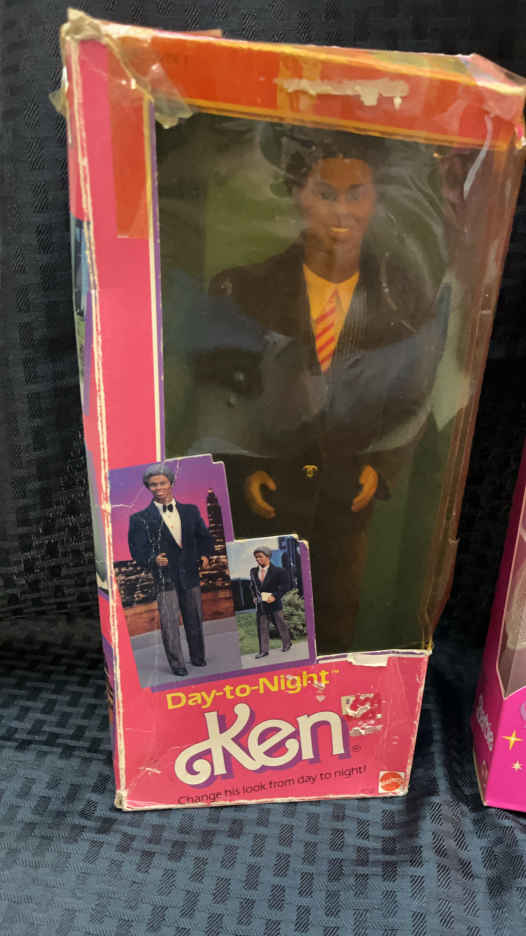 Day-to-Night™
Ken®
Change his look from day to night!